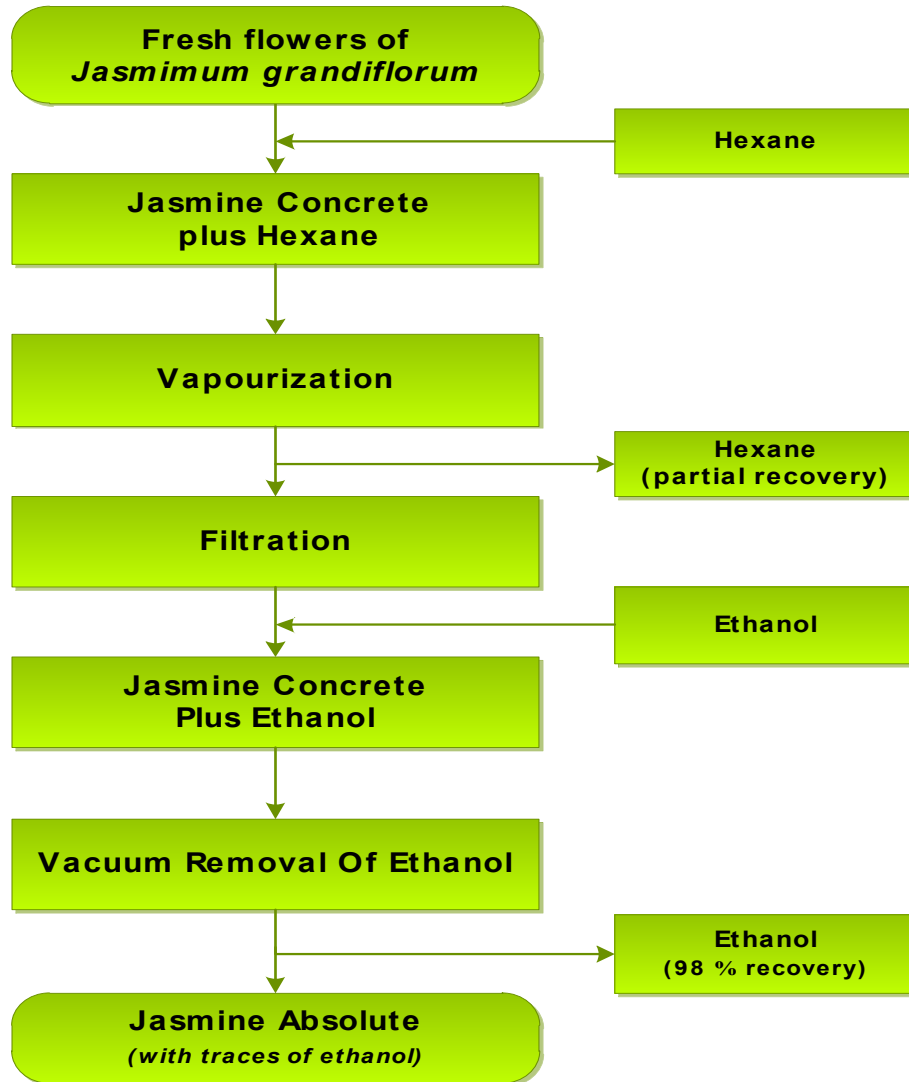 Fresh flowers of
Jasmimum grandiflorum
Hexane
Jasmine Concrete
plus Hexane
Vapourization
Hexane
(partial recovery)
Filtration
Ethanol
Jasmine Concrete
Plus Ethanol
Vacuum Removal Of Ethanol
Ethanol
(98 % recovery)
Jasmine Absolute
(with traces of ethanol)